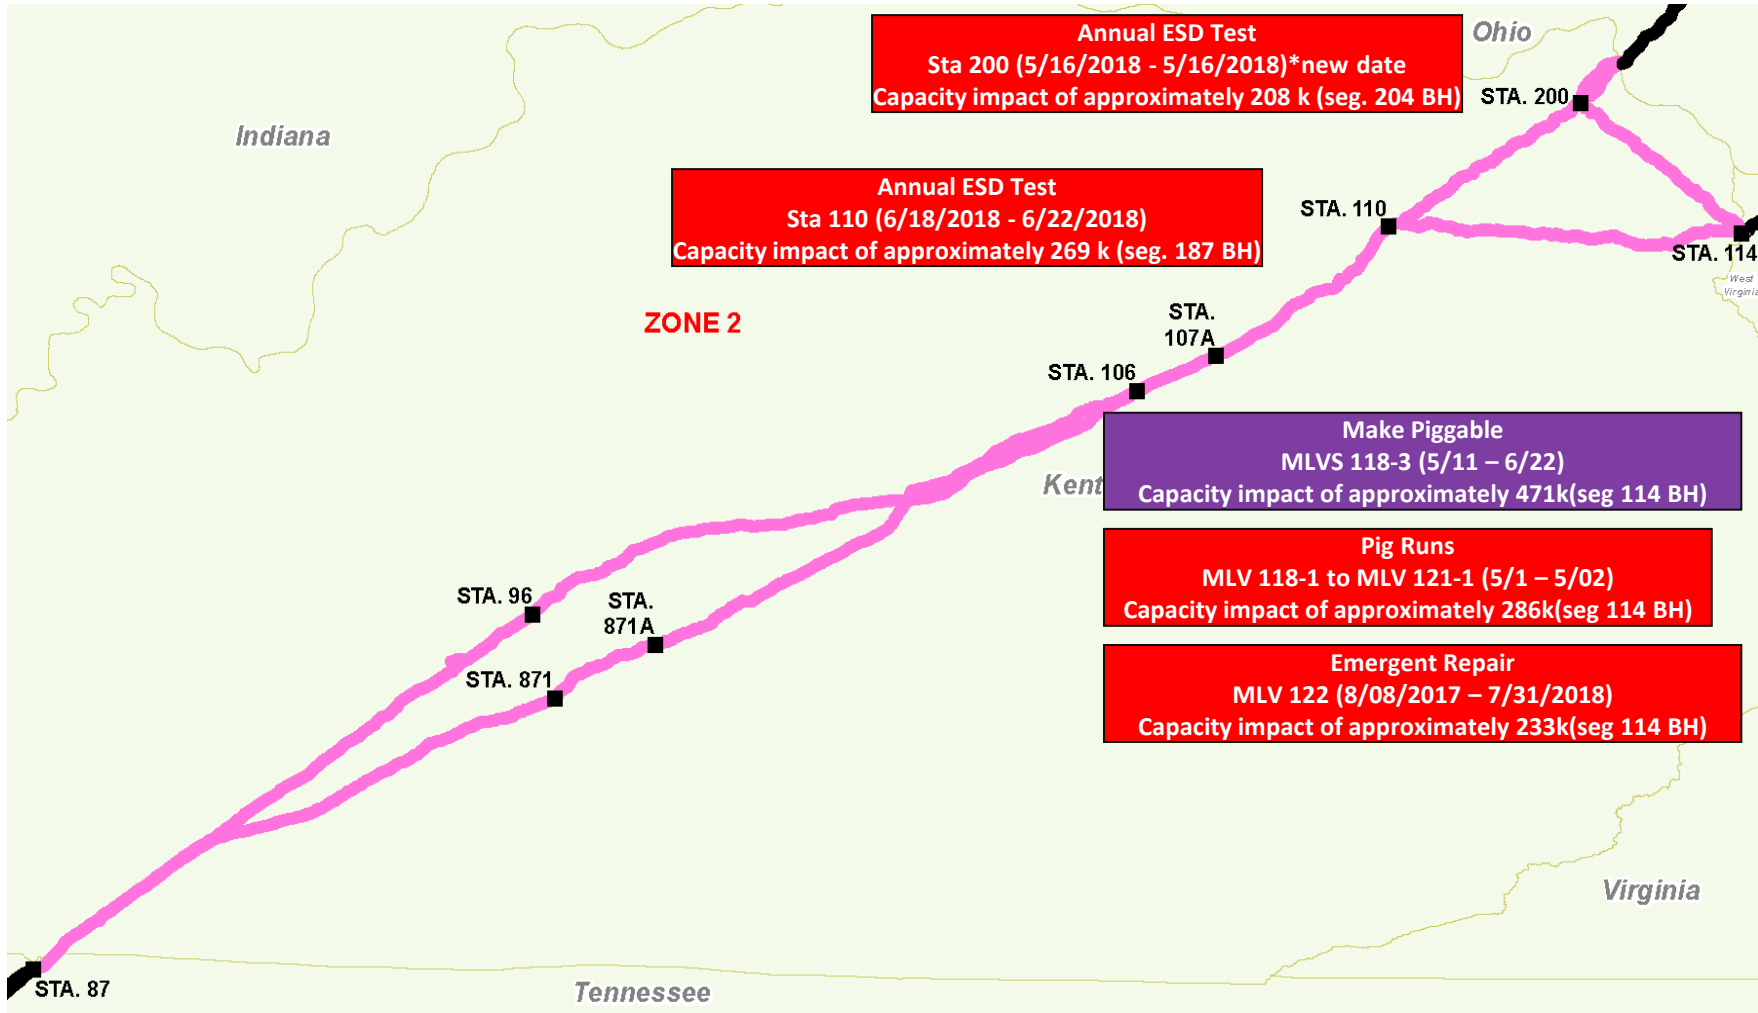 Annual ESD Test
Sta 200 (5/16/2018 - 5/16/2018)*new date
Capacity impact of approximately 208 k (seg. 204 BH)
Ohio
STA. 200
Indiana
Annual ESD Test
Sta 110 (6/18/2018 - 6/22/2018)
Capacity impact of approximately 269 k (seg. 187 BH)
STA. 110
STA. 114
West
Virginia
ZONE 2
STA.
107A
STA. 106
Kent
Make Piggable
MLVS 118-3 (5/11 – 6/22)
Capacity impact of approximately 471k(seg 114 BH)
Pig Runs
MLV 118-1 to MLV 121-1 (5/1 – 5/02)
Capacity impact of approximately 286k(seg 114 BH)
STA. 96
STA.
871A
STA. 871
Emergent Repair
MLV 122 (8/08/2017 – 7/31/2018)
Capacity impact of approximately 233k(seg 114 BH)
Virginia
STA. 87
Tennessee